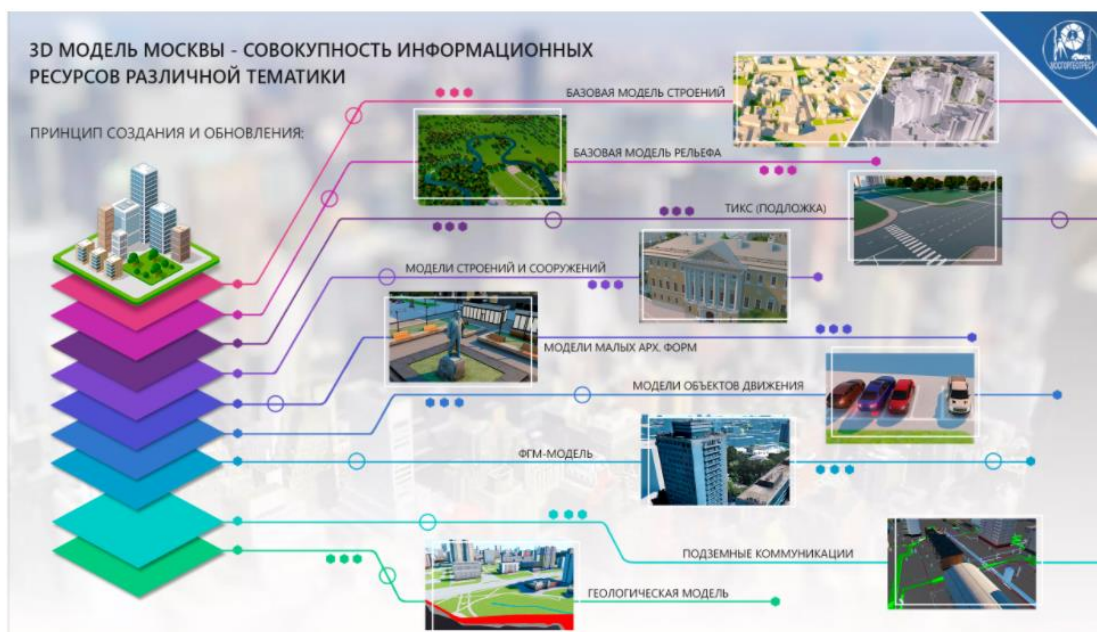 3D МОДЕЛЬ МОСКВЫ - СОВОКУПНОСТЬ ИНФОРМАЦИОННЫХ
РЕСУРСОВ РАЗЛИЧНОЙ ТЕМАТИКИ
ПРИНЦИП СОЗДАНИЯ И ОБНОВЛЕНИЯ:
БАЗОВАЯ МОДЕЛЬ СТРОЕНИЙ
БАЗОВАЯ МОДЕЛЬ РЕЛЬЕФА
ТИКС (ПОДЛОЖКА)
МОДЕЛИ СТРОЕНИЙ И СООРУЖЕНИЙ
МОДЕЛИ МАЛЫХ АРХ. ФОРМ
МОДЕЛИ ОБЪЕКТОВ ДВИЖЕНИЯ
ФГМ-МОДЕЛЬ
ПОДЗЕМНЫЕ КОММУНИКАЦИИ
ГЕОЛОГИЧЕСКАЯ МОДЕЛЬ